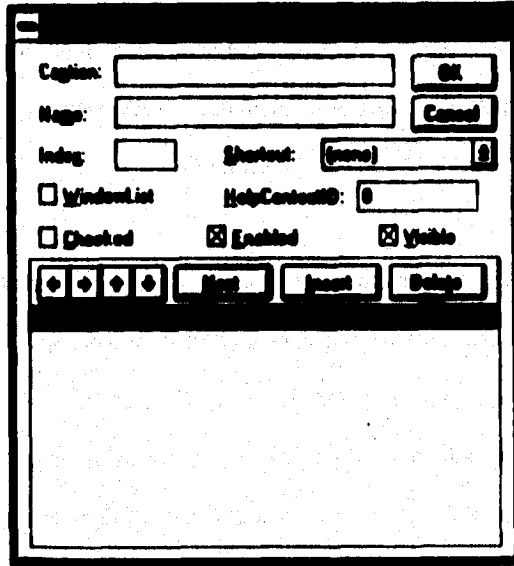 Caption: OK
Name: Cancel
Index: Shortcut: (none)
WindowList HelpContextID: 0
Checked Enabled Visible
Next Insert Delete